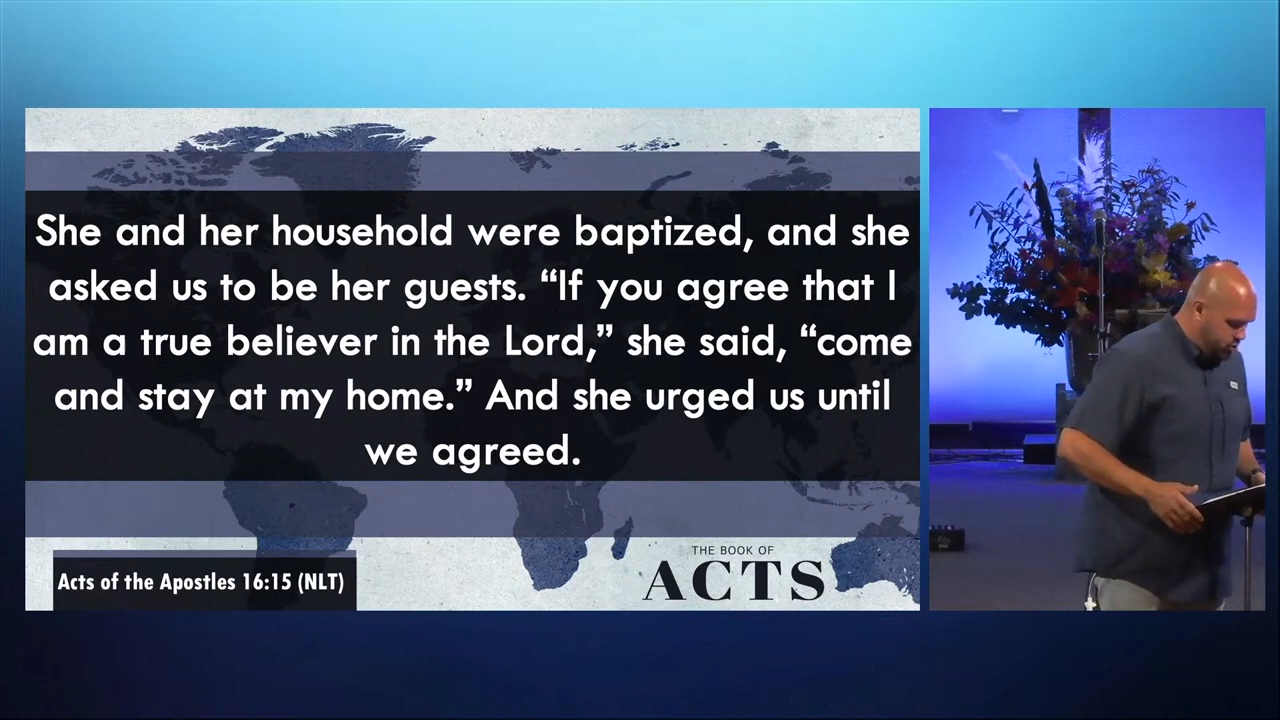 She and her household were baptized, and she
asked us to be her guests. “If you agree that I
am a true believer in the Lord,” she said, “come
and stay at my home.” And she urged us until
we agreed.
Acts of the Apostles 16:15 (NLT)
THE BOOK OF
ACTS